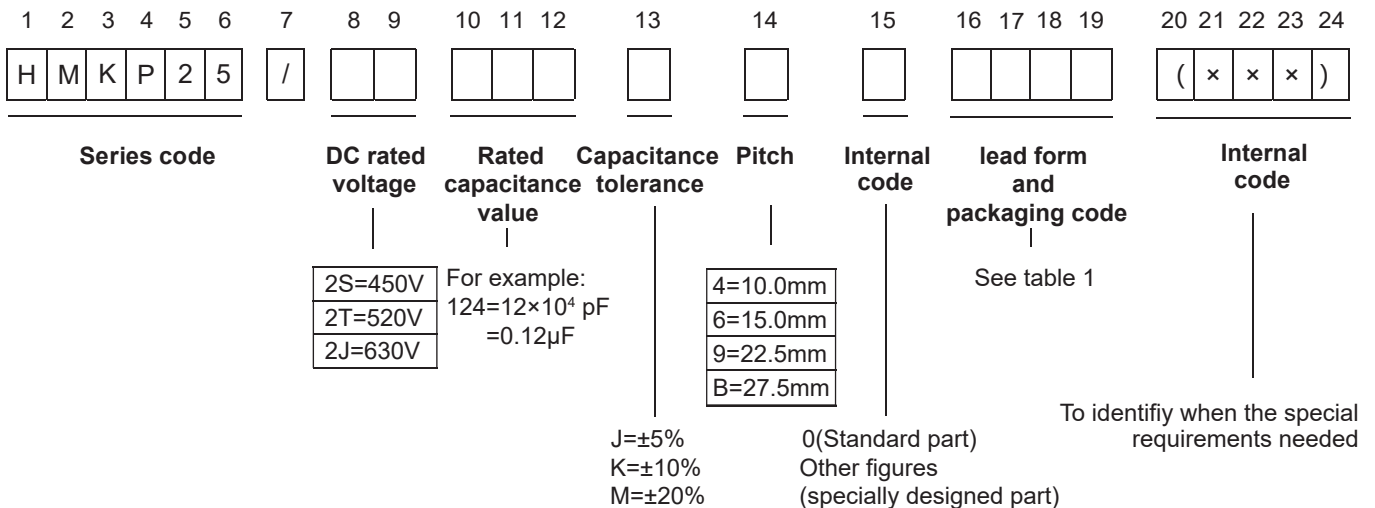 1 2 3 4 5 6 7 8 9 10 11 12 13 14 15 16 17 18 19 20 21 22 23 24
H M K P 2 5 / ( × × × )
Series code
DC rated
voltage
Rated
capacitance
value
Capacitance
tolerance
Pitch
Internal
code
lead form
and
packaging code
Internal
code
2S=450V
2T=520V
2J=630V
For example:
124=12×10⁴ pF
=0.12µF
4=10.0mm
6=15.0mm
9=22.5mm
B=27.5mm
See table 1
J=±5%
K=±10%
M=±20%
0(Standard part)
Other figures
(specially designed part)
To identifiy when the special
requirements needed